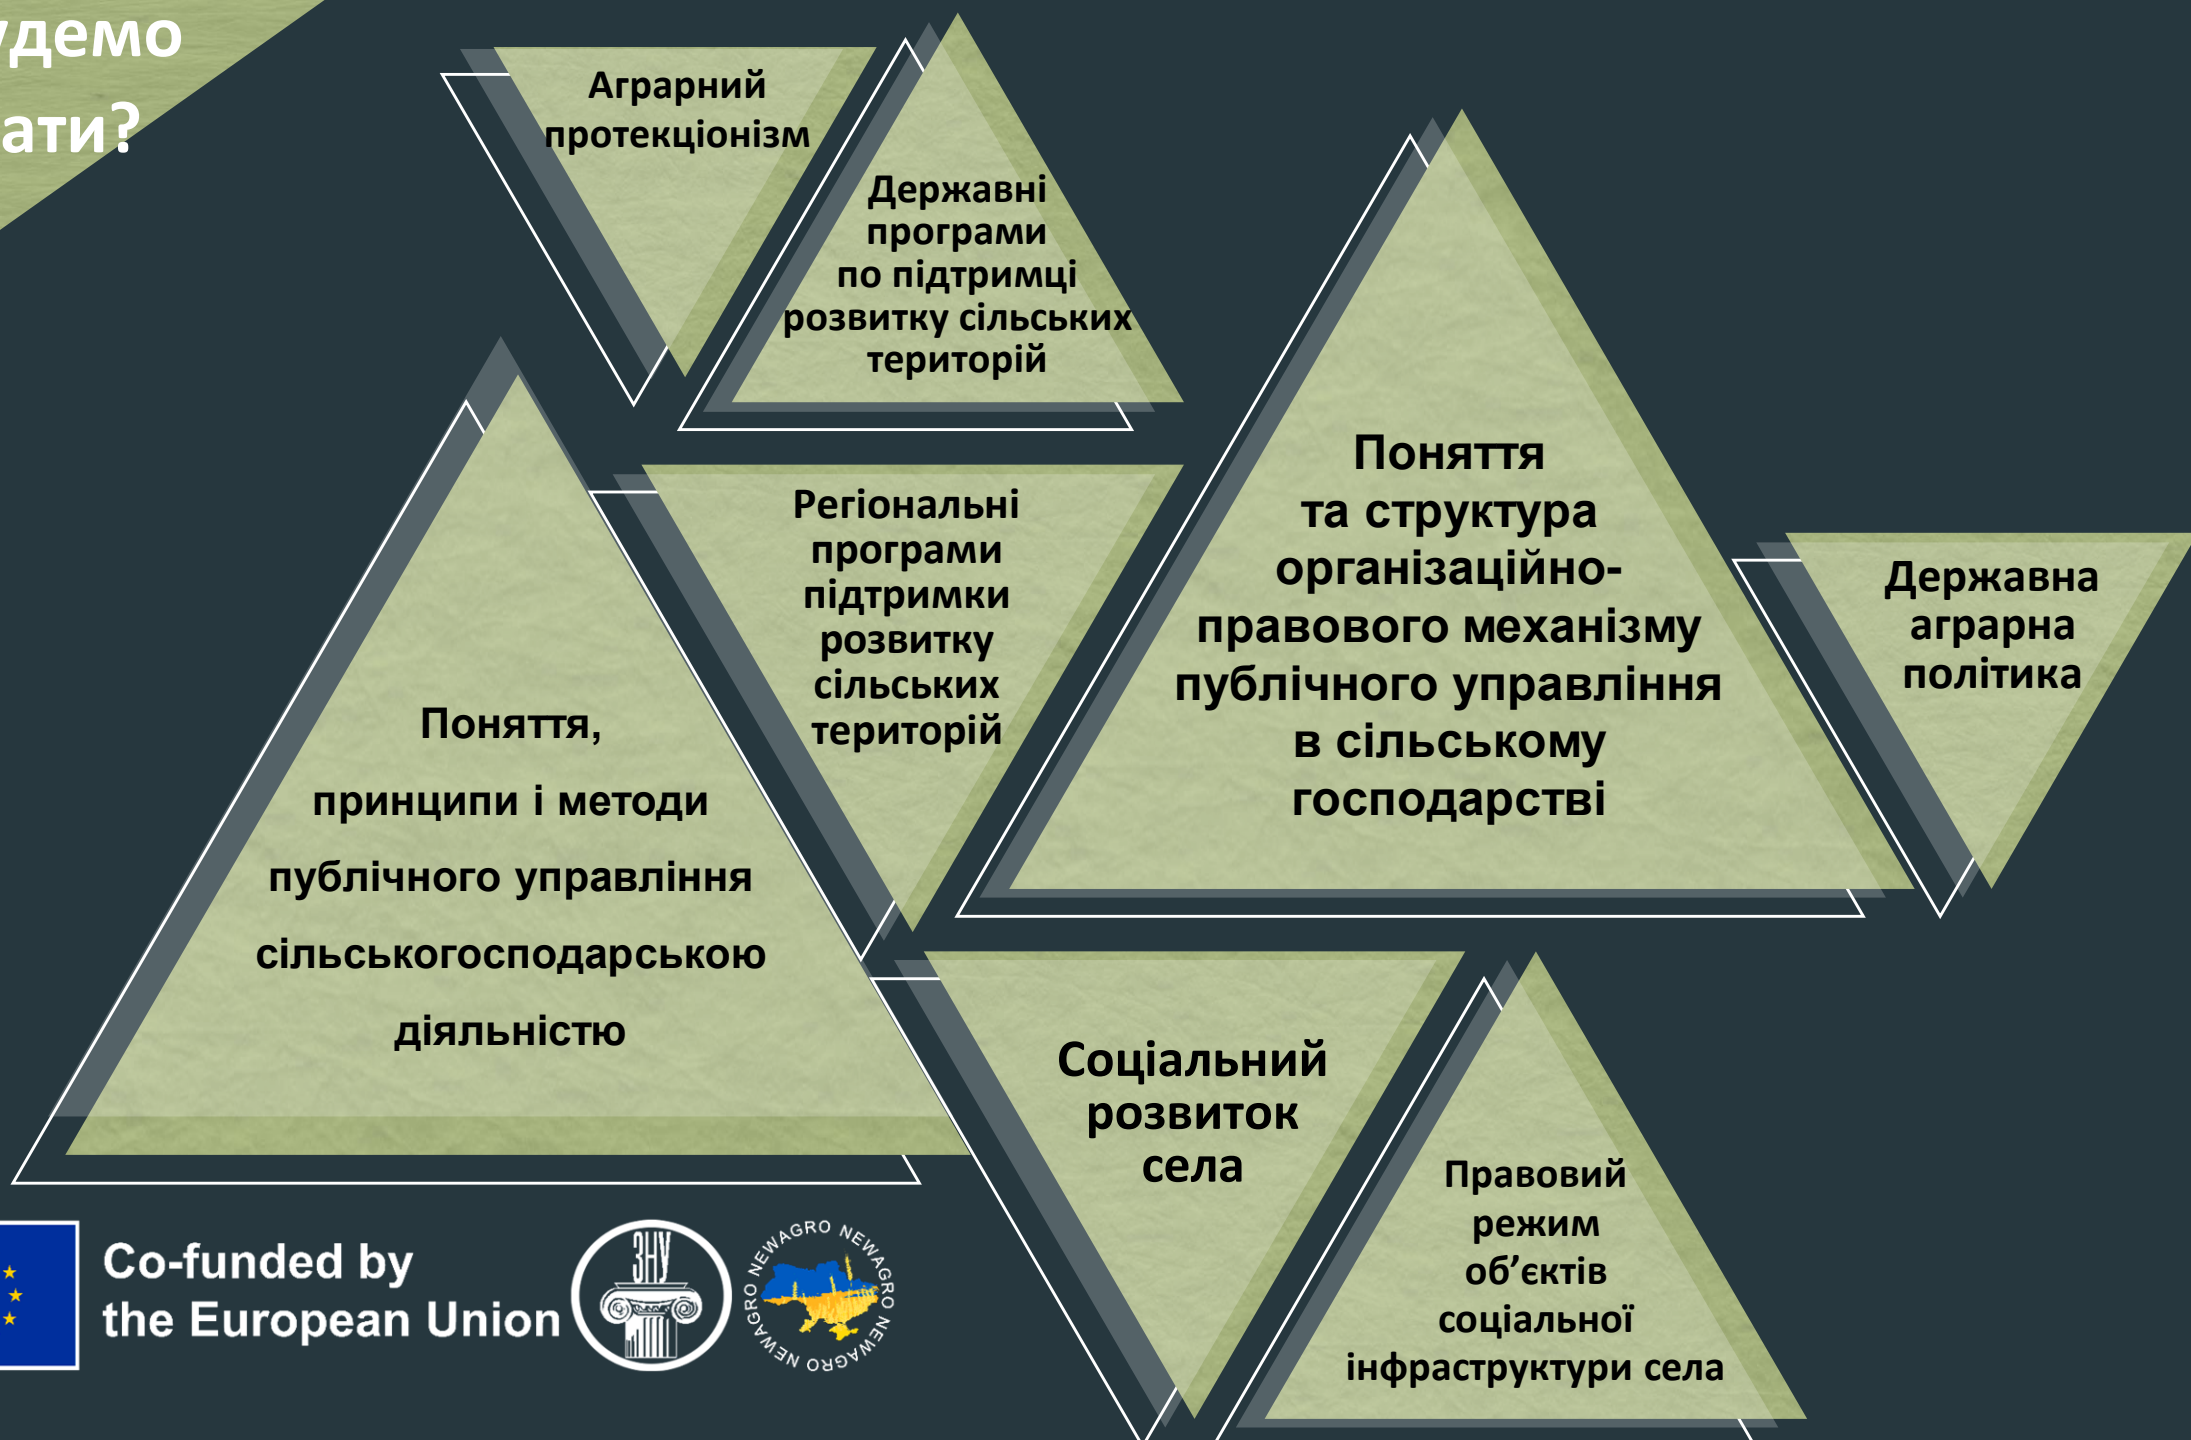 ати?
Аграрний
протекціонізм
Державні
програми
по підтримці
розвитку сільських
територій
Поняття
та структура
організаційно-
правового механізму
публічного управління
в сільському
господарстві
Державна
аграрна
політика
Регіональні
програми
підтримки
розвитку
сільських
територій
Поняття,
принципи і методи
публічного управління
сільськогосподарською
діяльністю
Соціальний
розвиток
села
Правовий
режим
об’єктів
соціальної
інфраструктури села
Co-funded by
the European Union
ЗНУ
NEWAGRO NEWAGRO NEWAGRO NEWAGRO